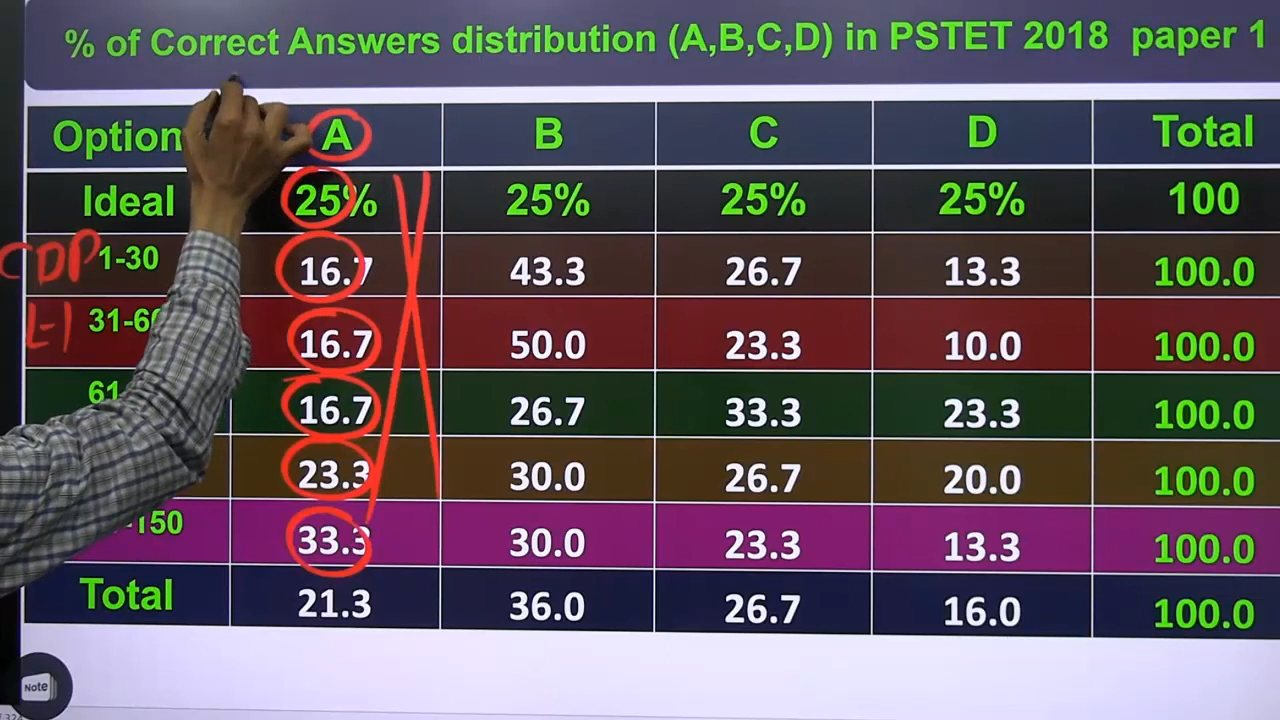 % of Correct Answers distribution (A,B,C,D) in PSTET 2018 paper 1
Option A B C D Total
Ideal 25% 25% 25% 25% 100
CDP 1-30 16.7 43.3 26.7 13.3 100.0
L-1 31-60 16.7 50.0 23.3 10.0 100.0
61- 16.7 26.7 33.3 23.3 100.0
23.3 30.0 26.7 20.0 100.0
-150 33.3 30.0 23.3 13.3 100.0
Total 21.3 36.0 26.7 16.0 100.0
Note